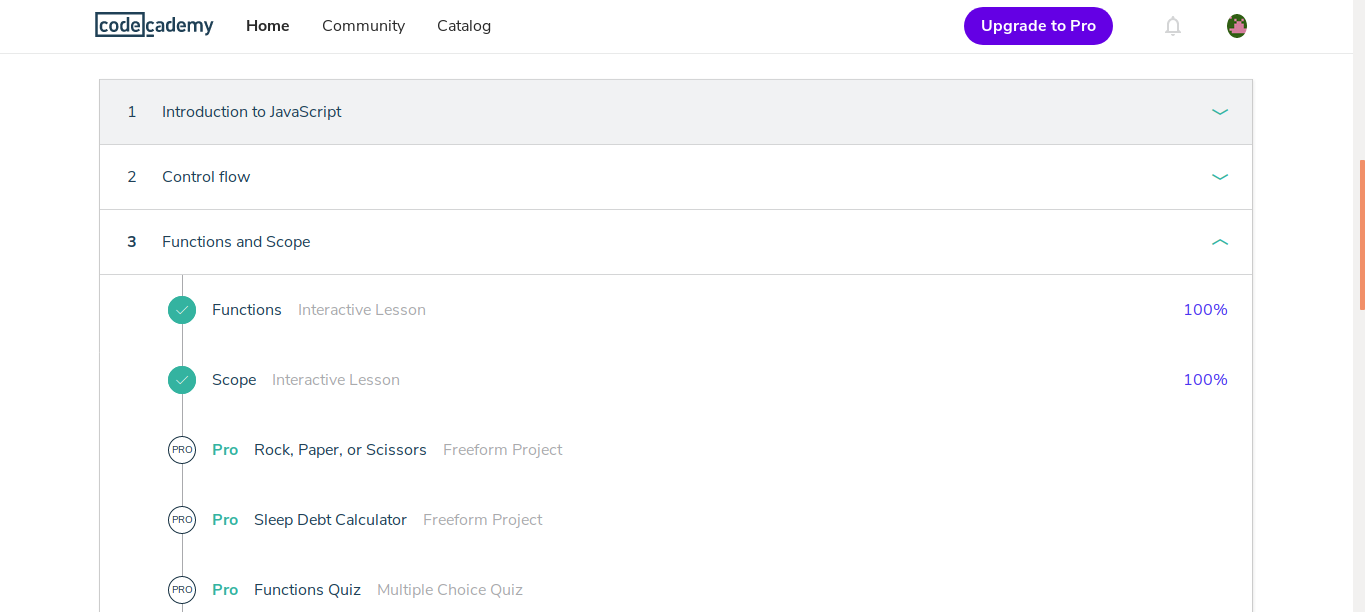 codecademy Home Community Catalog Upgrade to Pro
1 Introduction to JavaScript
2 Control flow
3 Functions and Scope
Functions Interactive Lesson 100%
Scope Interactive Lesson 100%
PRO Pro Rock, Paper, or Scissors Freeform Project
PRO Pro Sleep Debt Calculator Freeform Project
PRO Pro Functions Quiz Multiple Choice Quiz